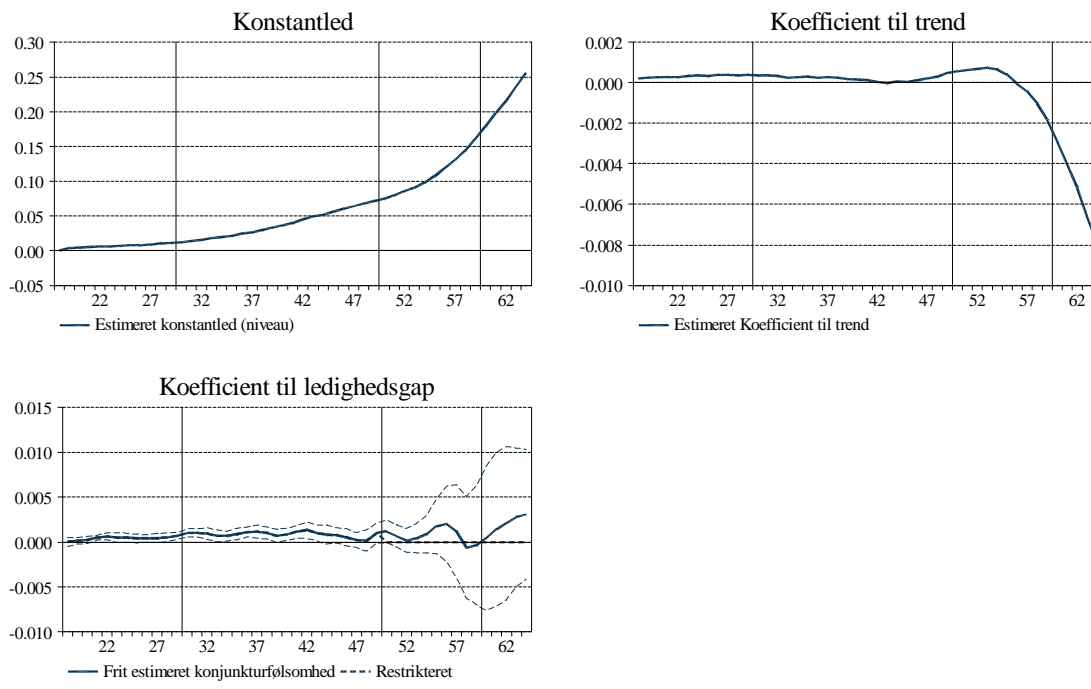 Konstantled
0.30
0.25
0.20
0.15
0.10
0.05
0.00
-0.05
22 27 32 37 42 47 52 57 62
Estimeret konstantled (niveau)
Koefficient til trend
0.002
0.000
-0.002
-0.004
-0.006
-0.008
-0.010
22 27 32 37 42 47 52 57 62
Estimeret Koefficient til trend
Koefficient til ledighedsgap
0.015
0.010
0.005
0.000
-0.005
-0.010
22 27 32 37 42 47 52 57 62
Frit estimeret konjunkturfølsomhed Restrikteret